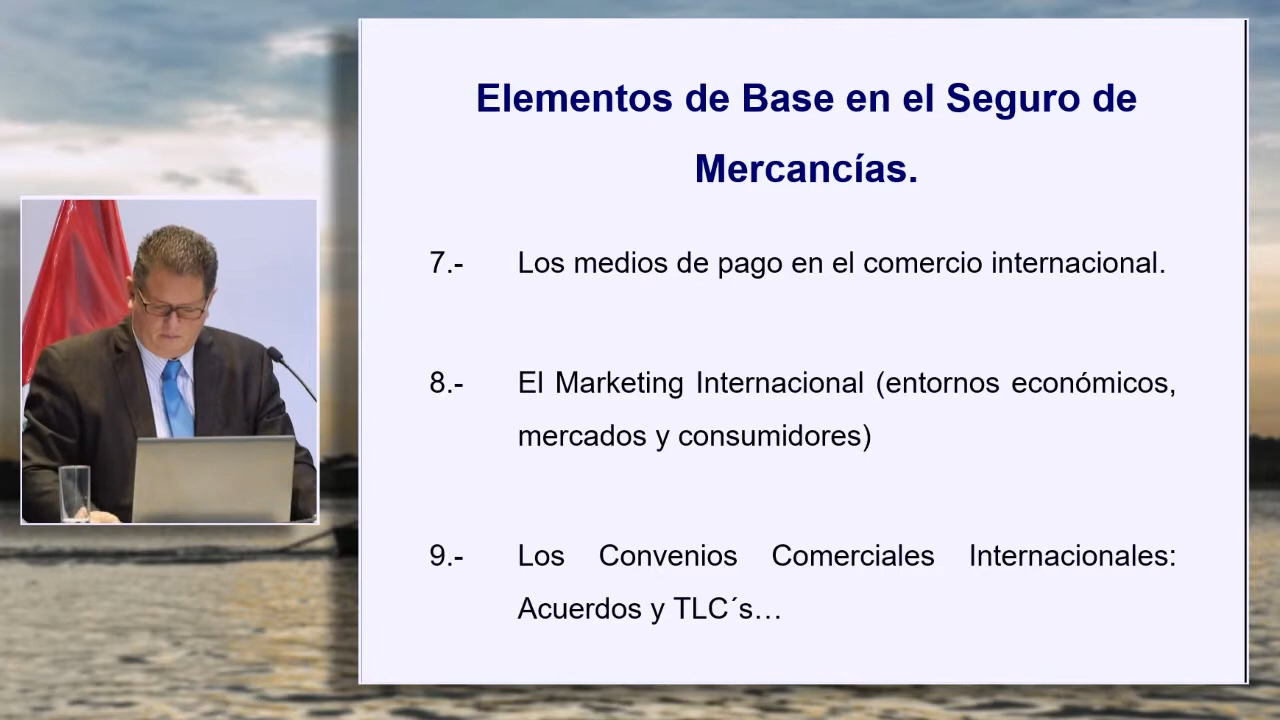 Elementos de Base en el Seguro de
Mercancías.
7.- Los medios de pago en el comercio internacional.
8.- El Marketing Internacional (entornos económicos,
mercados y consumidores)
9.- Los Convenios Comerciales Internacionales:
Acuerdos y TLC´s…